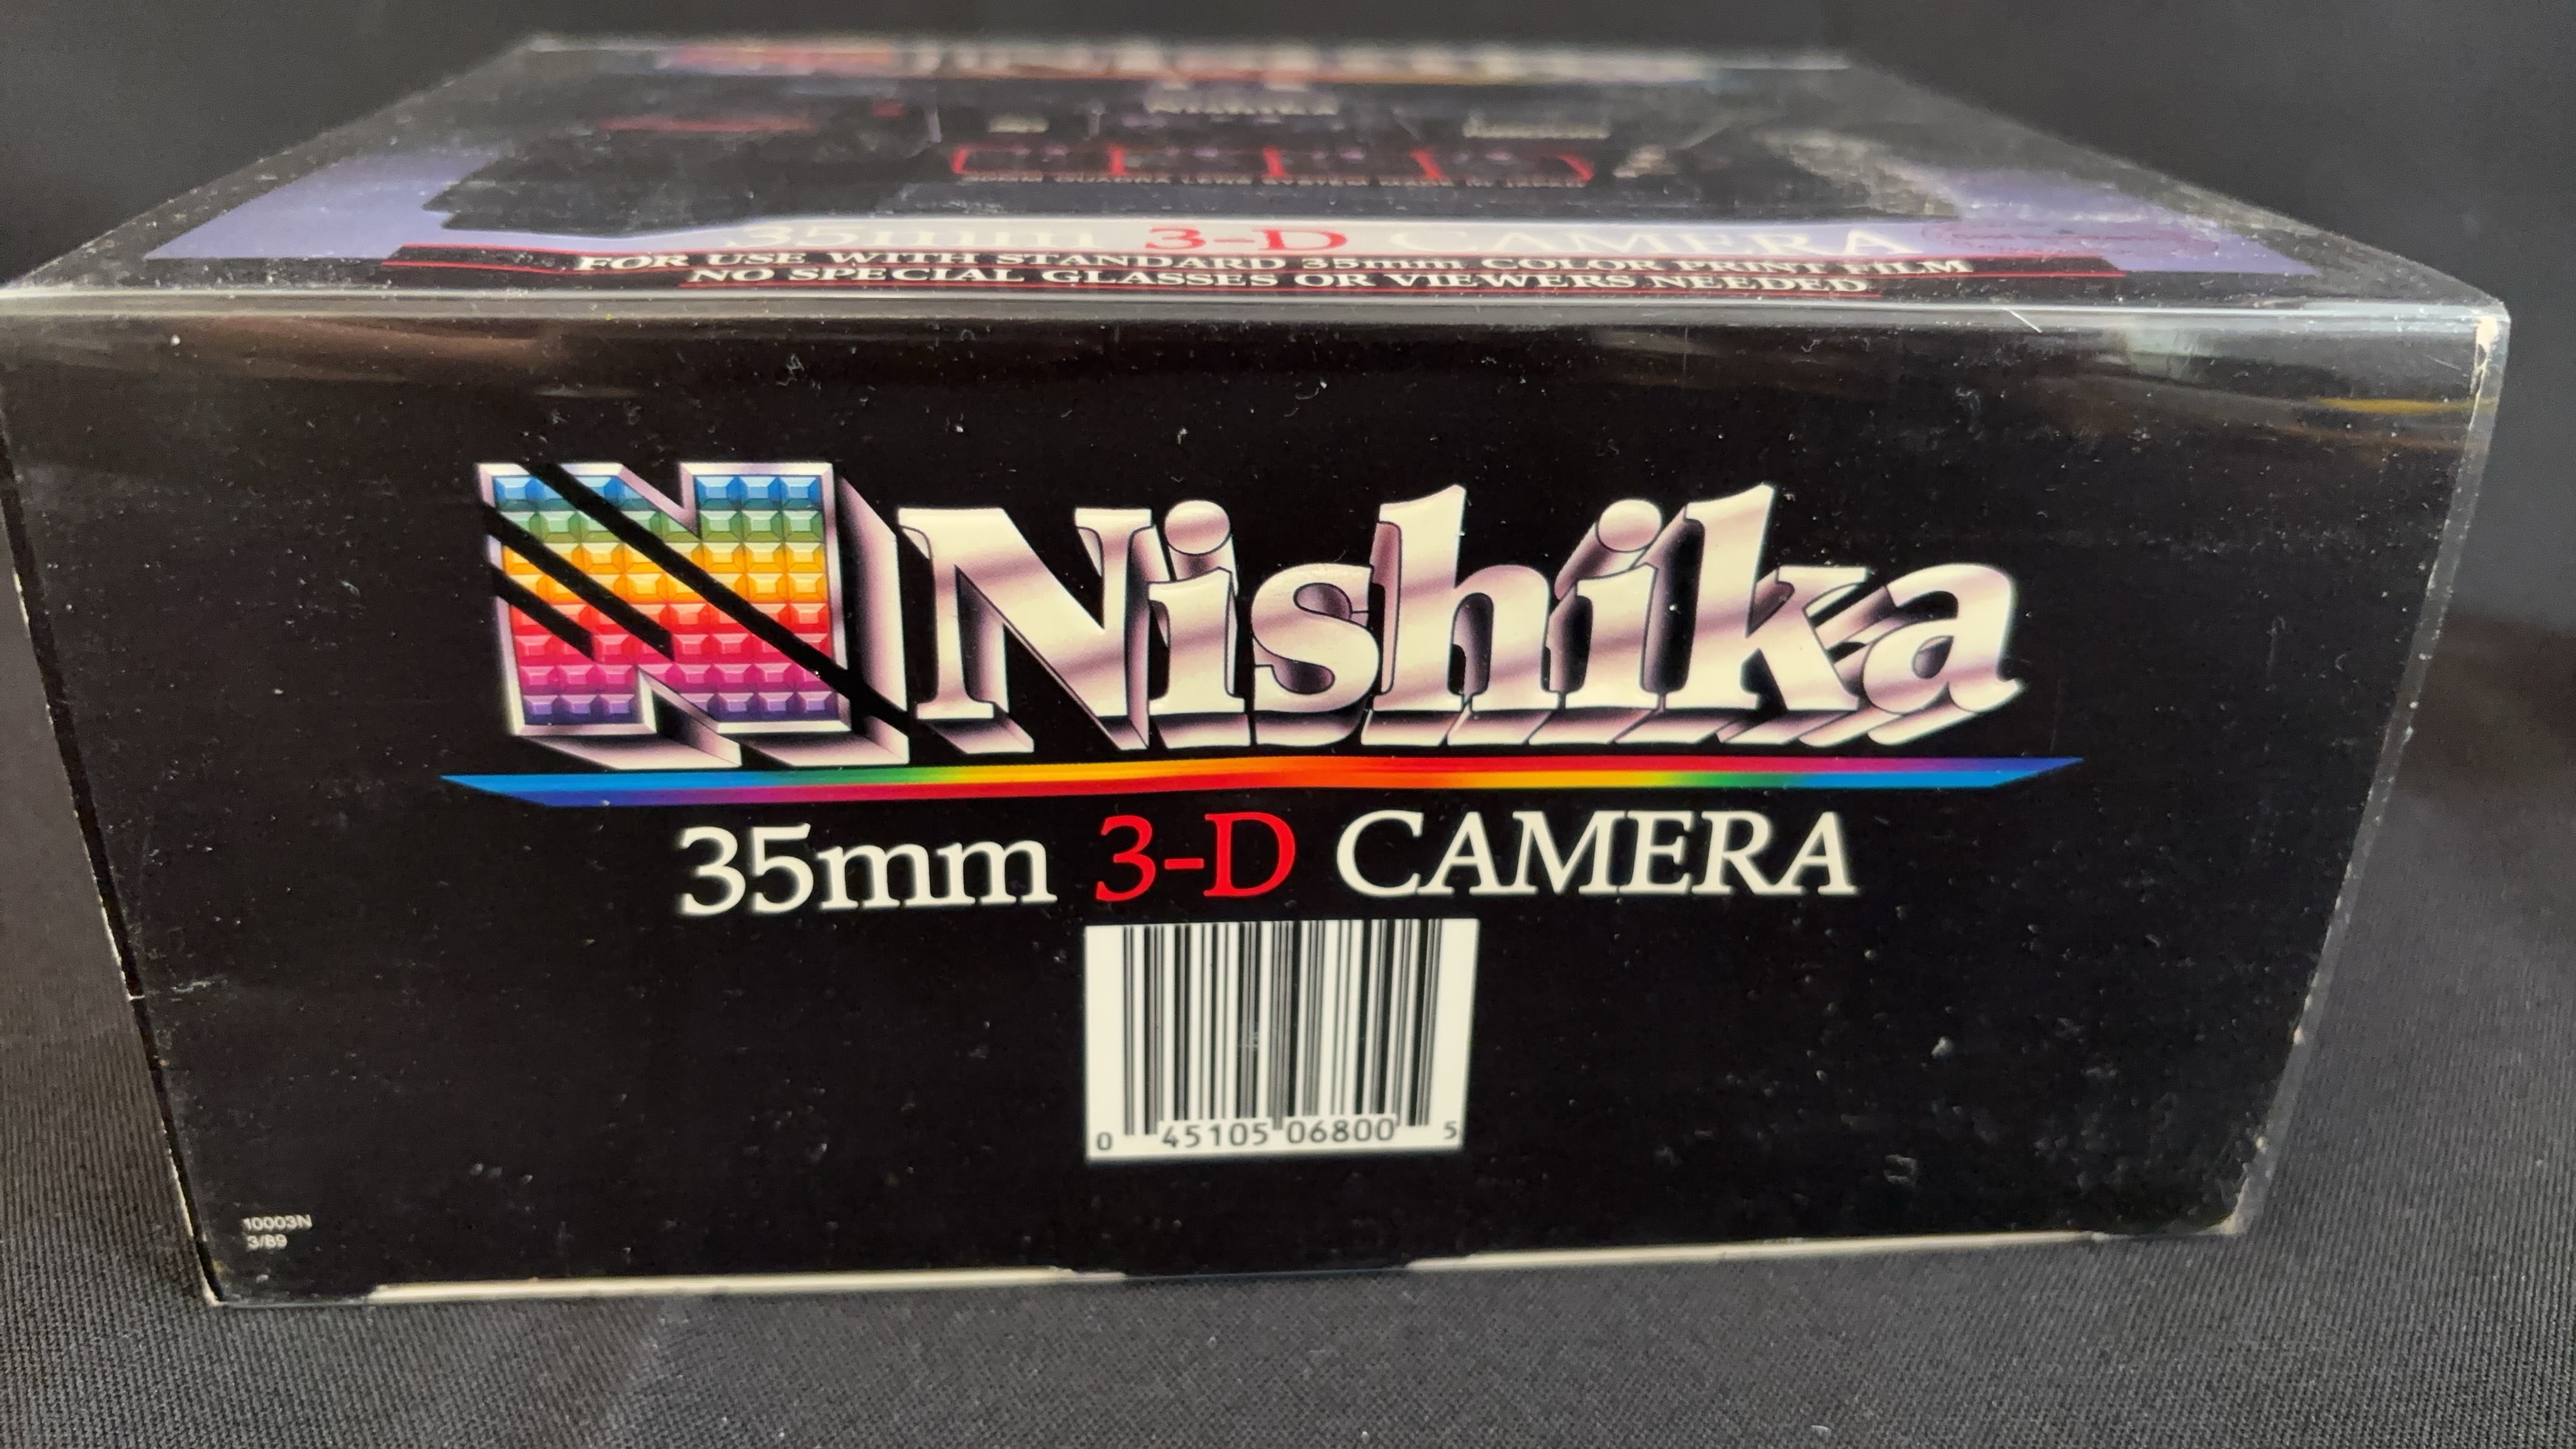 35mm 3-D CAMERA
FOR USE WITH STANDARD 35mm COLOR PRINT FILM
NO SPECIAL GLASSES OR VIEWERS NEEDED
N Nishika
35mm 3-D CAMERA
0 45105 06800 5
10003N
3/89